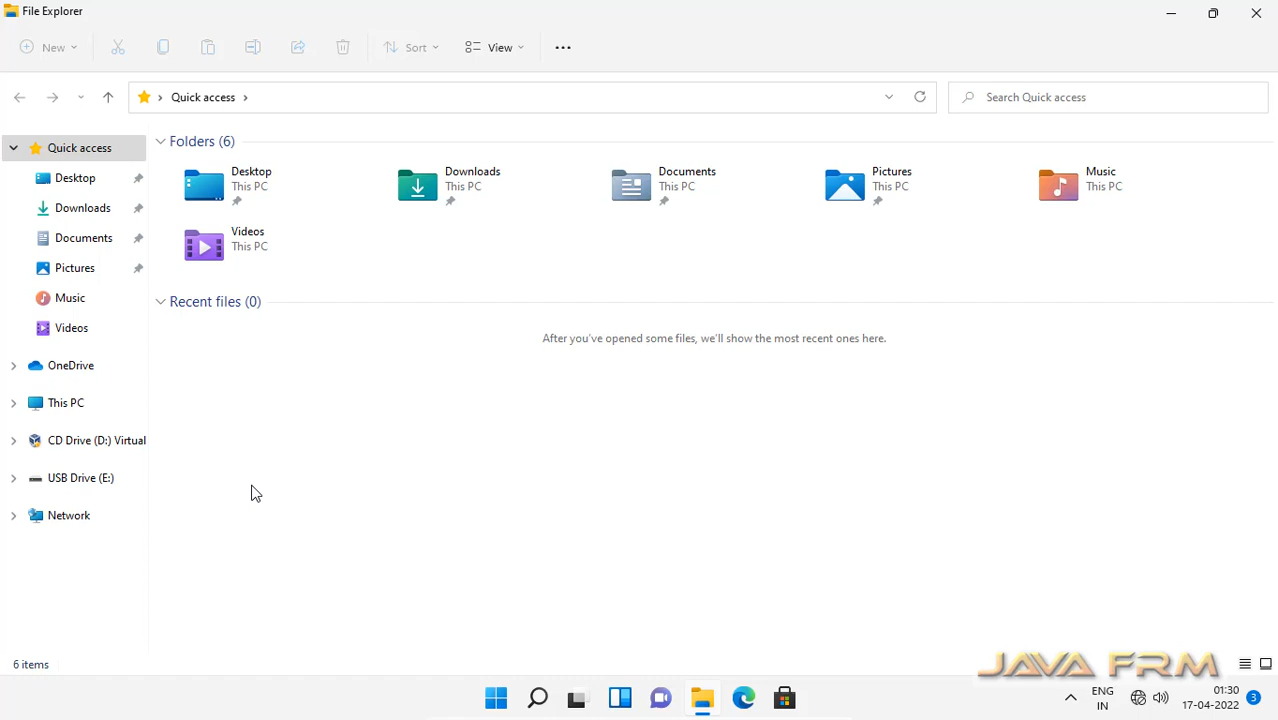 File Explorer
New
Sort
View
Quick access
Search Quick access
Quick access
Desktop
Downloads
Documents
Pictures
Music
Videos
OneDrive
This PC
CD Drive (D:) Virtual
USB Drive (E:)
Network
Folders (6)
Desktop
This PC
Downloads
This PC
Documents
This PC
Pictures
This PC
Music
This PC
Videos
This PC
Recent files (0)
After you've opened some files, we'll show the most recent ones here.
6 items
JAVA FRM
ENG
IN
01:30
17-04-2022
3